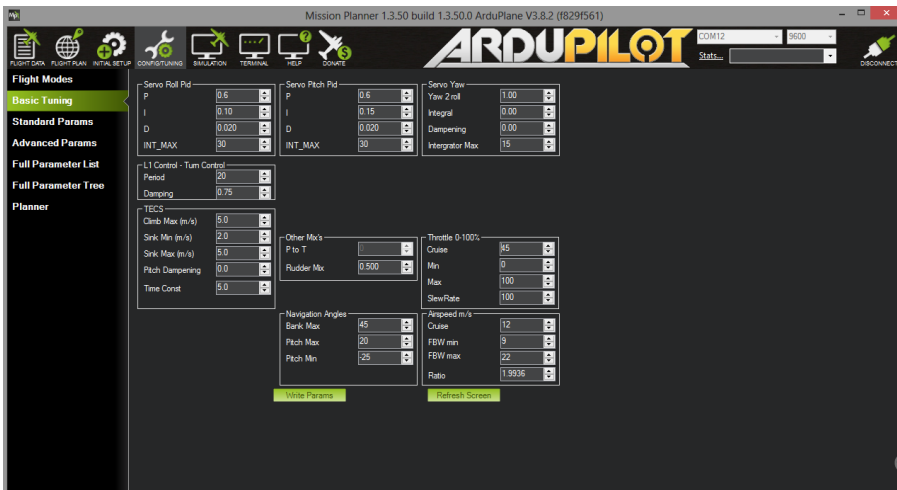 Mission Planner 1.3.50 build 1.3.50.0 ArduPlane V3.8.2 (f829f561)
FLIGHT DATA FLIGHT PLAN INITIAL SETUP CONFIG/TUNING SIMULATION TERMINAL HELP DONATE
ARDUPILOT
COM12 9600
Stats...
DISCONNECT
Flight Modes
Basic Tuning
Standard Params
Advanced Params
Full Parameter List
Full Parameter Tree
Planner
Servo Roll Pid
P 0.6
I 0.10
D 0.020
INT_MAX 30
Servo Pitch Pid
P 0.6
I 0.15
D 0.020
INT_MAX 30
Servo Yaw
Yaw 2 roll 1.00
Integral 0.00
Dampening 0.00
Intergrator Max 15
L1 Control - Turn Control
Period 20
Damping 0.75
TECS
Climb Max (m/s) 5.0
Sink Min (m/s) 2.0
Sink Max (m/s) 5.0
Pitch Dampening 0.0
Time Const 5.0
Other Mix's
P to T
Rudder Mix 0.500
Throttle 0-100%
Cruise 45
Min 0
Max 100
SlewRate 100
Navigation Angles
Bank Max 45
Pitch Max 20
Pitch Min -25
Airspeed m/s
Cruise 12
FBW min 9
FBW max 22
Ratio 1.9936
Write Params
Refresh Screen